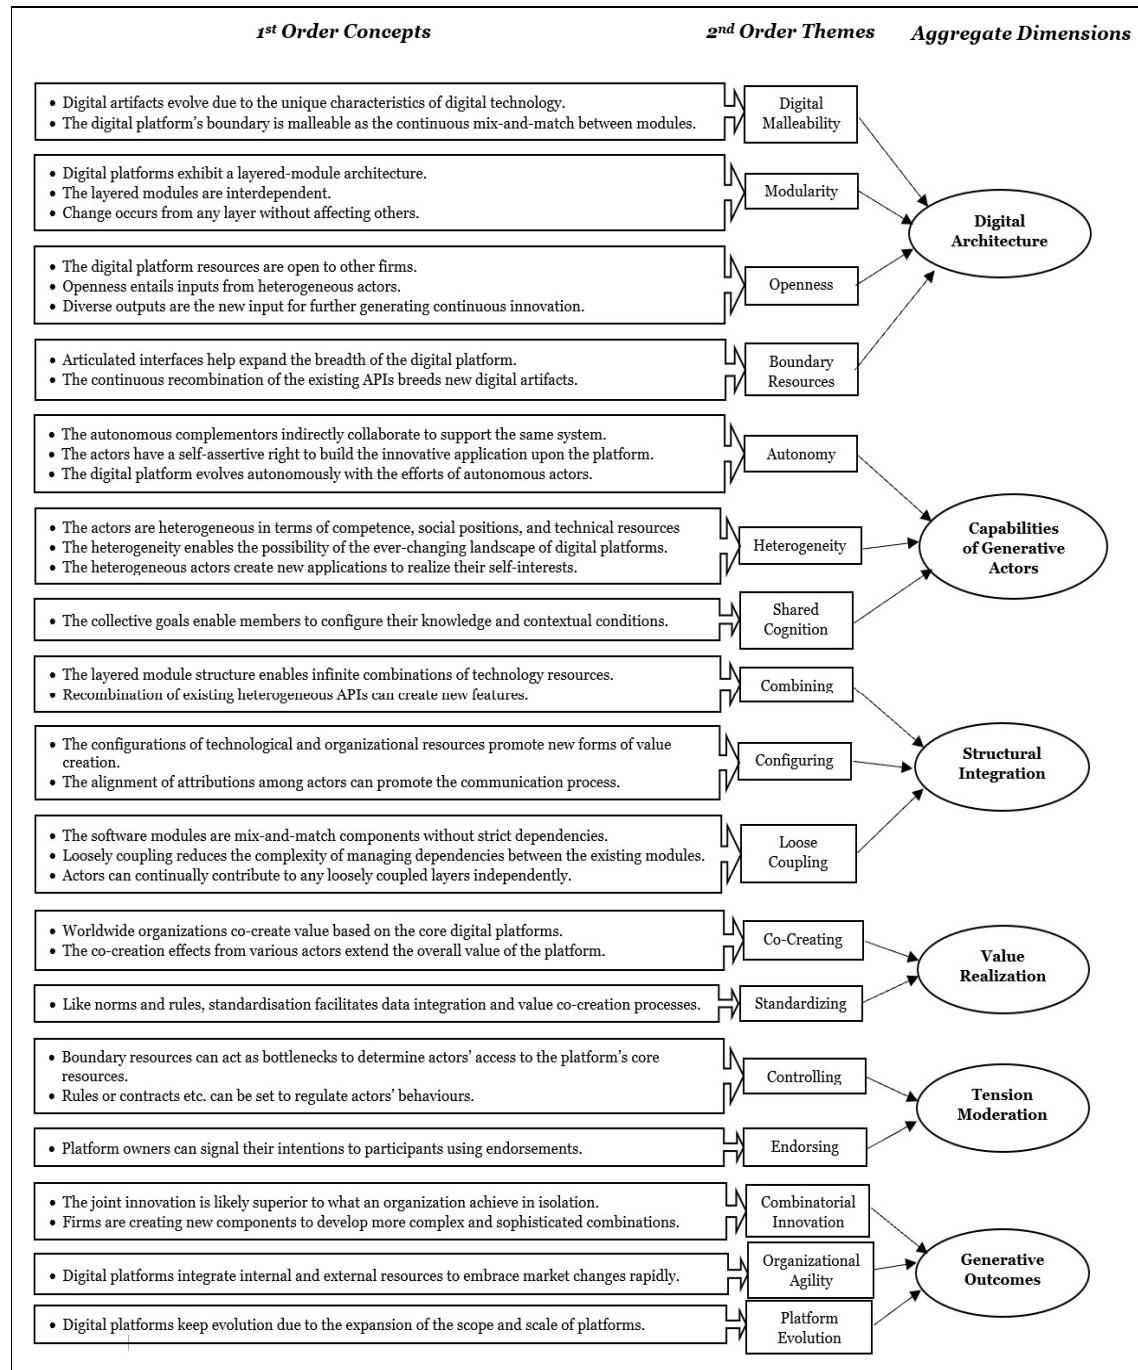 1st Order Concepts
2nd Order Themes
Aggregate Dimensions
• Digital artifacts evolve due to the unique characteristics of digital technology.
• The digital platform's boundary is malleable as the continuous mix-and-match between modules.
Digital
Malleability
• Digital platforms exhibit a layered-module architecture.
• The layered modules are interdependent.
• Change occurs from any layer without affecting others.
Modularity
Digital
Architecture
• The digital platform resources are open to other firms.
• Openness entails inputs from heterogeneous actors.
• Diverse outputs are the new input for further generating continuous innovation.
Openness
• Articulated interfaces help expand the breadth of the digital platform.
• The continuous recombination of the existing APIs breeds new digital artifacts.
Boundary
Resources
• The autonomous complementors indirectly collaborate to support the same system.
• The actors have a self-assertive right to build the innovative application upon the platform.
• The digital platform evolves autonomously with the efforts of autonomous actors.
Autonomy
• The actors are heterogeneous in terms of competence, social positions, and technical resources
• The heterogeneity enables the possibility of the ever-changing landscape of digital platforms.
• The heterogeneous actors create new applications to realize their self-interests.
Heterogeneity
Capabilities
of Generative
Actors
• The collective goals enable members to configure their knowledge and contextual conditions.
Shared
Cognition
• The layered module structure enables infinite combinations of technology resources.
• Recombination of existing heterogeneous APIs can create new features.
Combining
• The configurations of technological and organizational resources promote new forms of value
creation.
• The alignment of attributions among actors can promote the communication process.
Configuring
Structural
Integration
• The software modules are mix-and-match components without strict dependencies.
• Loosely coupling reduces the complexity of managing dependencies between the existing modules.
• Actors can continually contribute to any loosely coupled layers independently.
Loose
Coupling
• Worldwide organizations co-create value based on the core digital platforms.
• The co-creation effects from various actors extend the overall value of the platform.
Co-Creating
Value
Realization
• Like norms and rules, standardisation facilitates data integration and value co-creation processes.
Standardizing
• Boundary resources can act as bottlenecks to determine actors' access to the platform's core
resources.
• Rules or contracts etc. can be set to regulate actors' behaviours.
Controlling
Tension
Moderation
• Platform owners can signal their intentions to participants using endorsements.
Endorsing
• The joint innovation is likely superior to what an organization achieve in isolation.
• Firms are creating new components to develop more complex and sophisticated combinations.
Combinatorial
Innovation
• Digital platforms integrate internal and external resources to embrace market changes rapidly.
Organizational
Agility
Generative
Outcomes
• Digital platforms keep evolution due to the expansion of the scope and scale of platforms.
Platform
Evolution